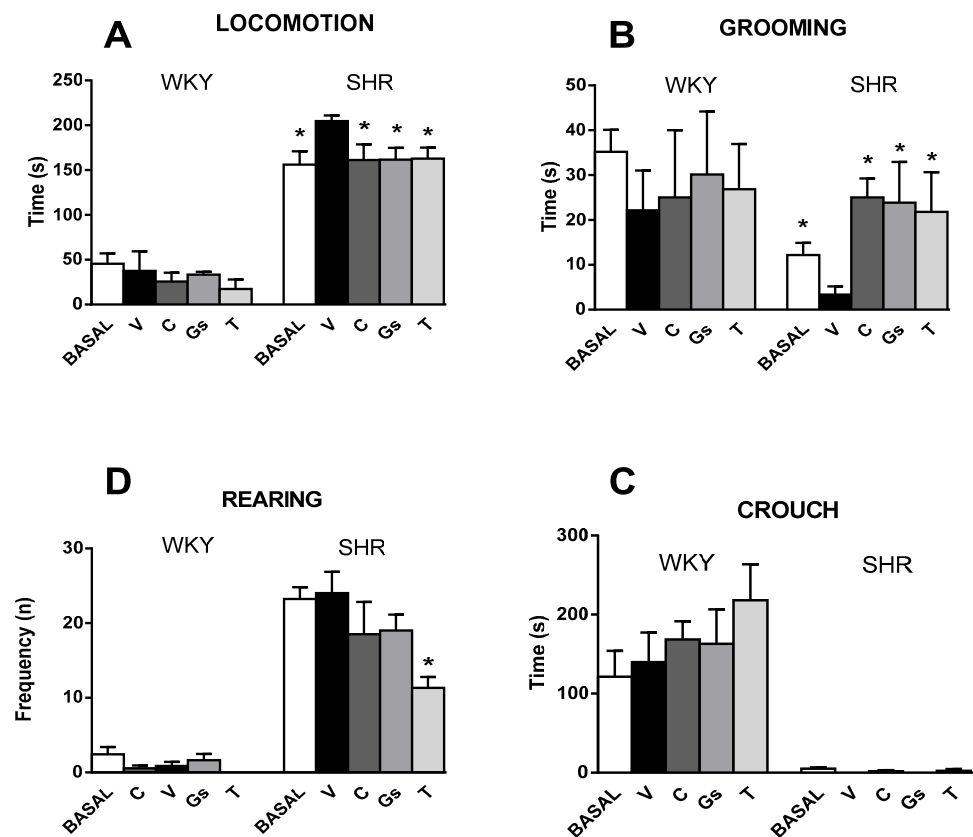 A
LOCOMOTION
WKY
SHR
Time (s)
250
200
150
100
50
0
* * * *
BASAL V C Gs T BASAL V C Gs T
B
GROOMING
WKY
SHR
Time (s)
50
40
30
20
10
0
* * * *
BASAL V C Gs T BASAL V C Gs T
D
REARING
WKY
SHR
Frequency (n)
30
20
10
0
*
BASAL C V Gs T BASAL V C Gs T
C
CROUCH
WKY
SHR
Time (s)
300
200
100
0
BASAL V C Gs T BASAL V C Gs T